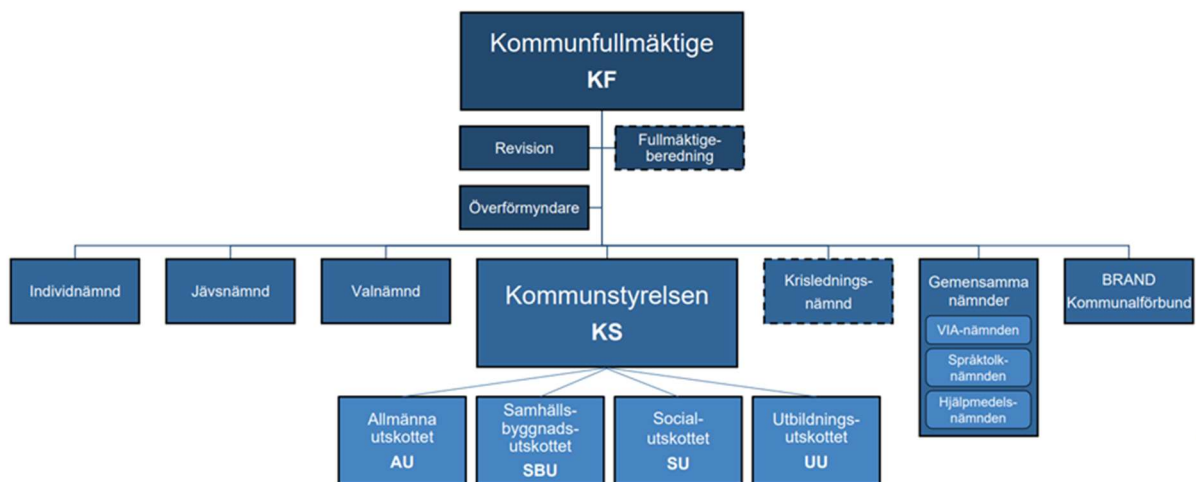 Kommunfullmäktige
KF
Revision
Fullmäktige-
beredning
Överförmyndare
Individnämnd
Jävsnämnd
Valnämnd
Kommunstyrelsen
KS
Krislednings-
nämnd
Gemensamma
nämnder
VIA-nämnden
Språktolk-
nämnden
Hjälpmedels-
nämnden
BRAND
Kommunalförbund
Allmänna
utskottet
AU
Samhälls-
byggnads-
utskottet
SBU
Social-
utskottet
SU
Utbildnings-
utskottet
UU